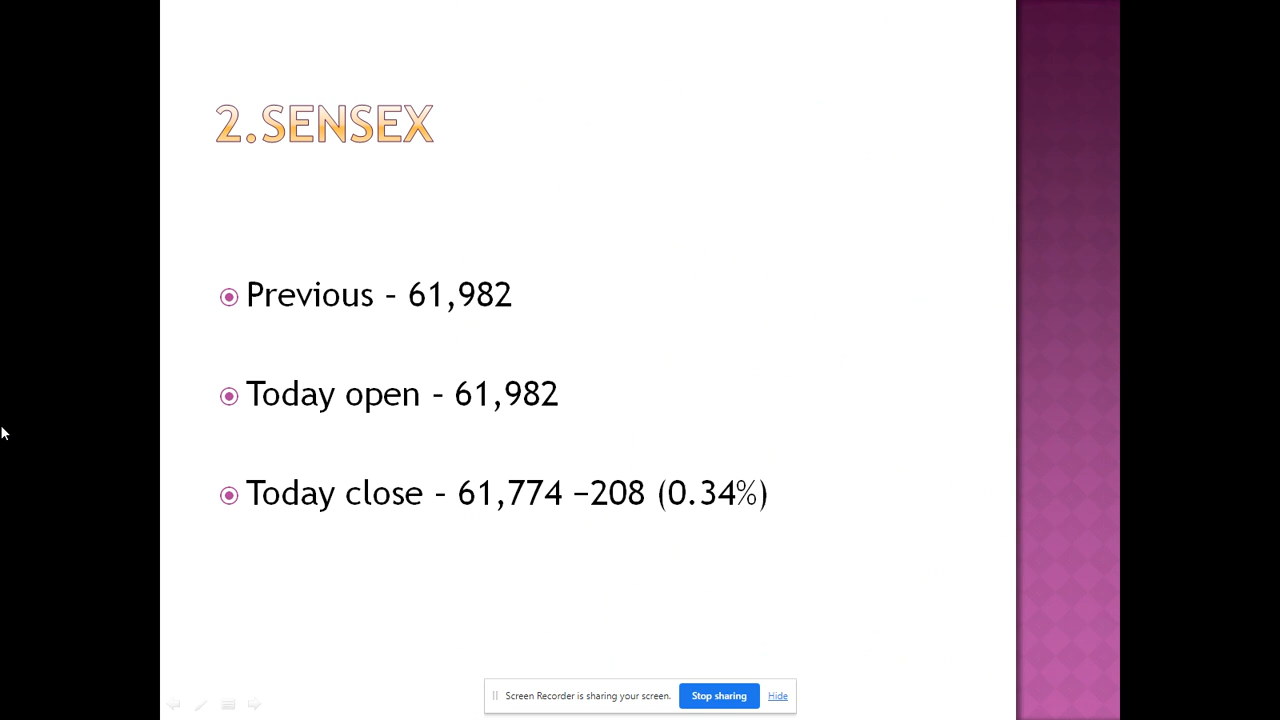 2.SENSEX
Previous – 61,982
Today open – 61,982
Today close – 61,774 −208 (0.34%)
Screen Recorder is sharing your screen. Stop sharing Hide